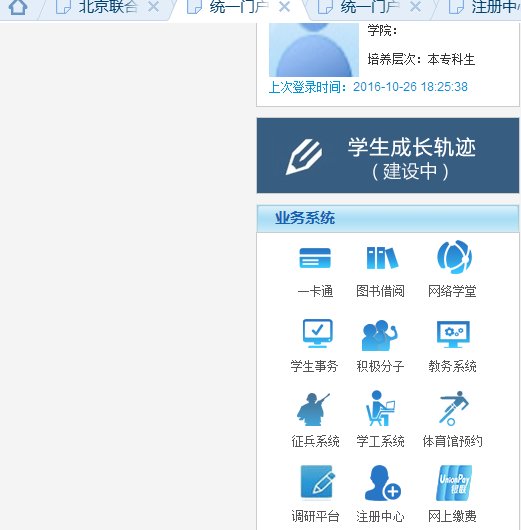 北京联合
统一门户
统一门户
注册中心
学院：
培养层次：本专科生
上次登录时间：2016-10-26 18:25:38
学生成长轨迹
（建设中）
业务系统
一卡通 图书借阅 网络学堂
学生事务 积极分子 教务系统
征兵系统 学工系统 体育馆预约
UnionPay
银联
调研平台 注册中心 网上缴费